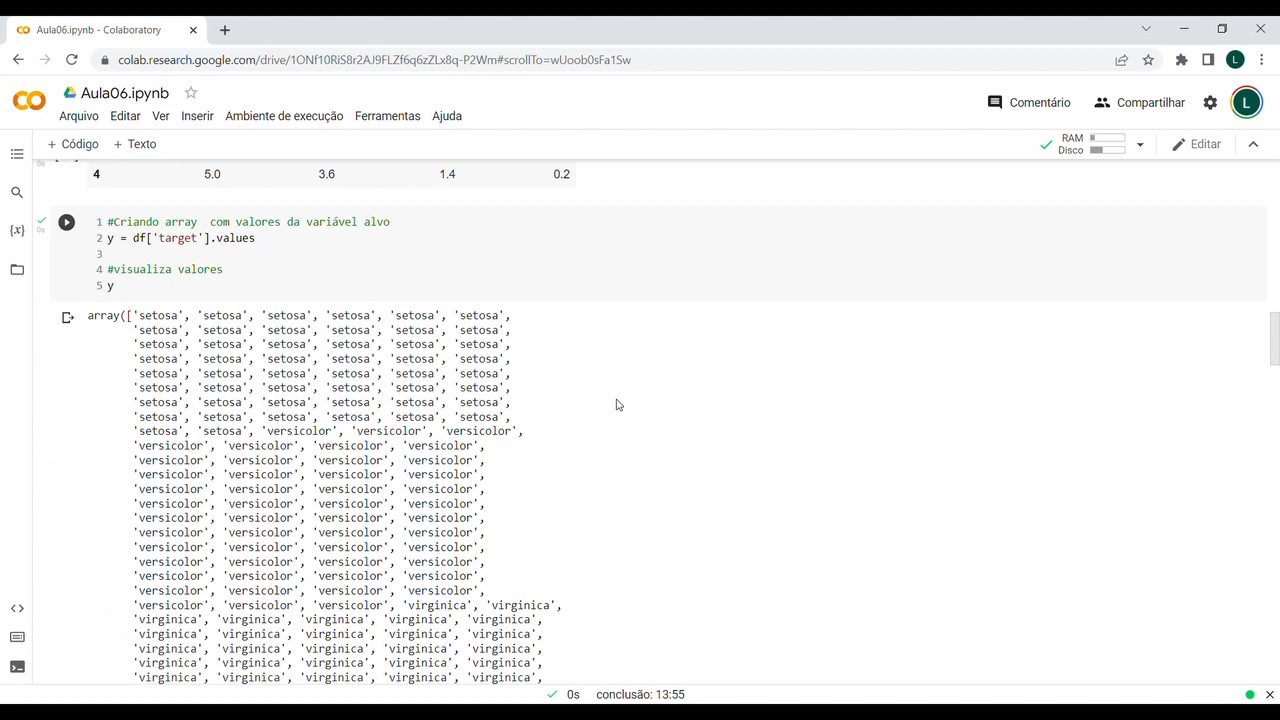 Aula06.ipynb - Colaboratory
colab.research.google.com/drive/1ONf10RiS8r2AJ9FLZf6q6zZLx8q-P2Wm#scrollTo=wUoob0sFa1Sw
L
CO Aula06.ipynb
Comentário Compartilhar L
Arquivo Editar Ver Inserir Ambiente de execução Ferramentas Ajuda
+ Código + Texto
RAM
Disco
Editar
0s
4 5.0 3.6 1.4 0.2
0s
1 #Criando array  com valores da variável alvo
2 y = df['target'].values
3
4 #visualiza valores
5 y
array(['setosa', 'setosa', 'setosa', 'setosa', 'setosa', 'setosa',
'setosa', 'setosa', 'setosa', 'setosa', 'setosa', 'setosa',
'setosa', 'setosa', 'setosa', 'setosa', 'setosa', 'setosa',
'setosa', 'setosa', 'setosa', 'setosa', 'setosa', 'setosa',
'setosa', 'setosa', 'setosa', 'setosa', 'setosa', 'setosa',
'setosa', 'setosa', 'setosa', 'setosa', 'setosa', 'setosa',
'setosa', 'setosa', 'setosa', 'setosa', 'setosa', 'setosa',
'setosa', 'setosa', 'setosa', 'setosa', 'setosa', 'setosa',
'setosa', 'setosa', 'versicolor', 'versicolor', 'versicolor',
'versicolor', 'versicolor', 'versicolor', 'versicolor',
'versicolor', 'versicolor', 'versicolor', 'versicolor',
'versicolor', 'versicolor', 'versicolor', 'versicolor',
'versicolor', 'versicolor', 'versicolor', 'versicolor',
'versicolor', 'versicolor', 'versicolor', 'versicolor',
'versicolor', 'versicolor', 'versicolor', 'versicolor',
'versicolor', 'versicolor', 'versicolor', 'versicolor',
'versicolor', 'versicolor', 'versicolor', 'versicolor',
'versicolor', 'versicolor', 'versicolor', 'versicolor',
'versicolor', 'versicolor', 'versicolor', 'versicolor',
'versicolor', 'versicolor', 'versicolor', 'versicolor',
'versicolor', 'versicolor', 'versicolor', 'virginica', 'virginica',
'virginica', 'virginica', 'virginica', 'virginica', 'virginica',
'virginica', 'virginica', 'virginica', 'virginica', 'virginica',
'virginica', 'virginica', 'virginica', 'virginica', 'virginica',
'virginica', 'virginica', 'virginica', 'virginica', 'virginica',
'virginica', 'virginica', 'virginica', 'virginica', 'virginica',
0s conclusão: 13:55